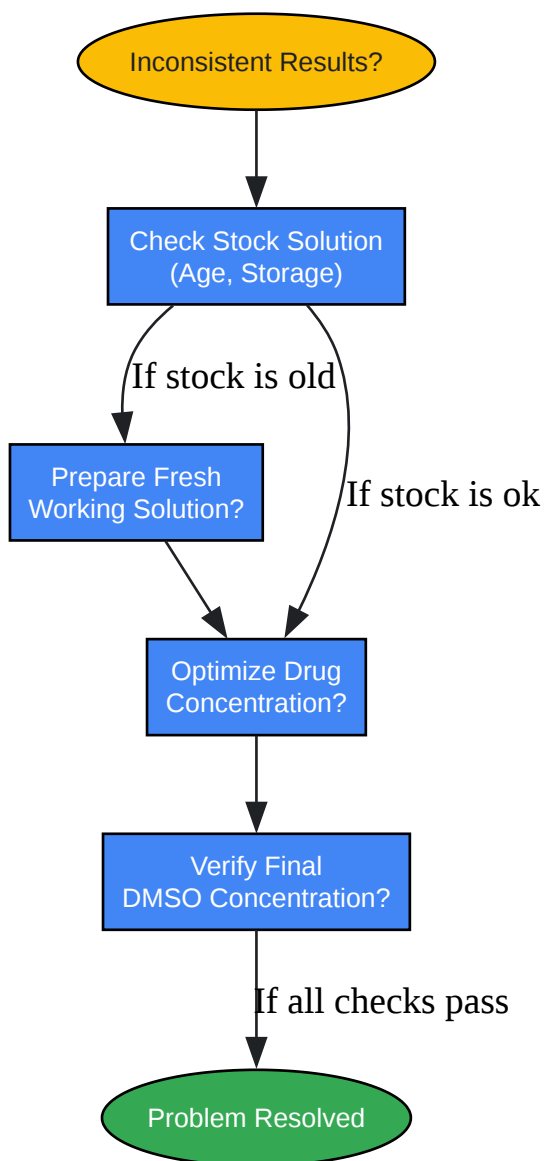 Inconsistent Results?
Check Stock Solution
(Age, Storage)
If stock is old
Prepare Fresh
Working Solution?
If stock is ok
Optimize Drug
Concentration?
Verify Final
DMSO Concentration?
If all checks pass
Problem Resolved